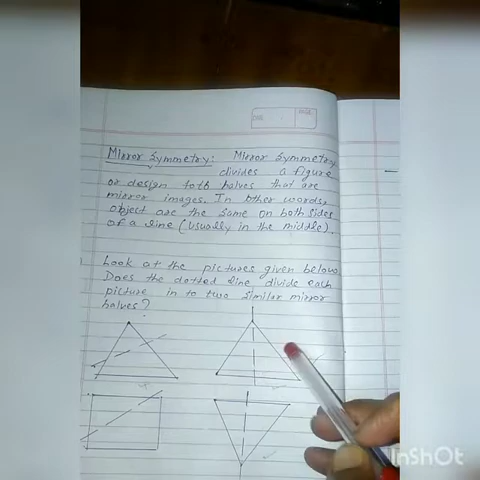 DATE PAGE
Mirror Symmetry: Mirror Symmetry
divides a figure
or design into halves that are
mirror images. In other words,
object are the same on both sides
of a line (usually in the middle).
Look at the pictures given below
Does the dotted line divide each
picture in to two similar mirror
halves?
InShOt